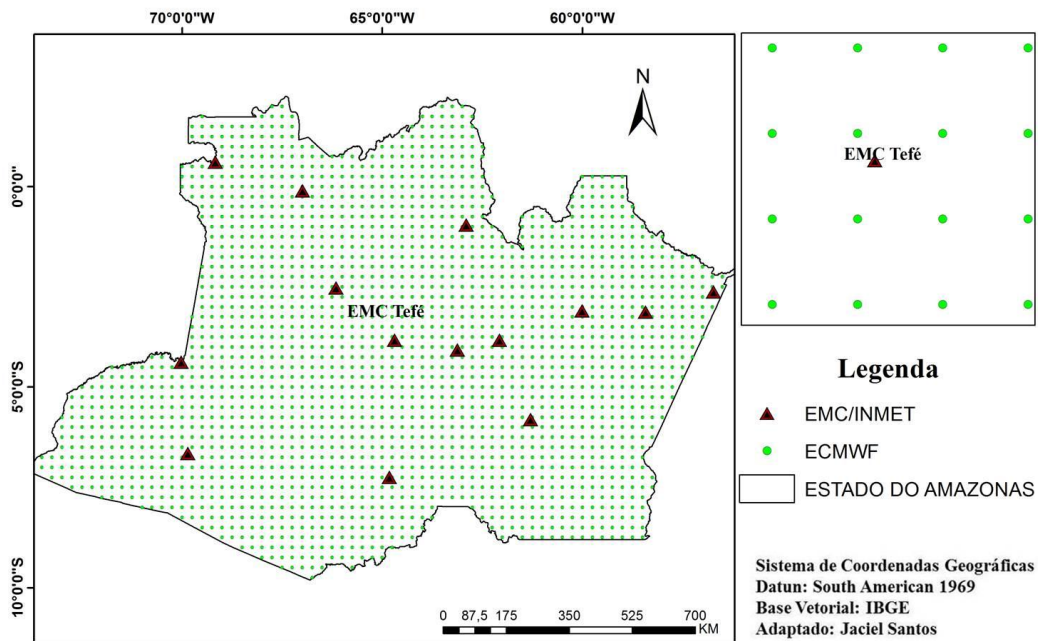 70°0'0"W
65°0'0"W
60°0'0"W
0°0'0"
5°0'0"S
10°0'0"S
N
EMC Tefé
0 87,5 175 350 525 700
KM
EMC Tefé
Legenda
EMC/INMET
ECMWF
ESTADO DO AMAZONAS
Sistema de Coordenadas Geográficas
Datun: South American 1969
Base Vetorial: IBGE
Adaptado: Jaciel Santos